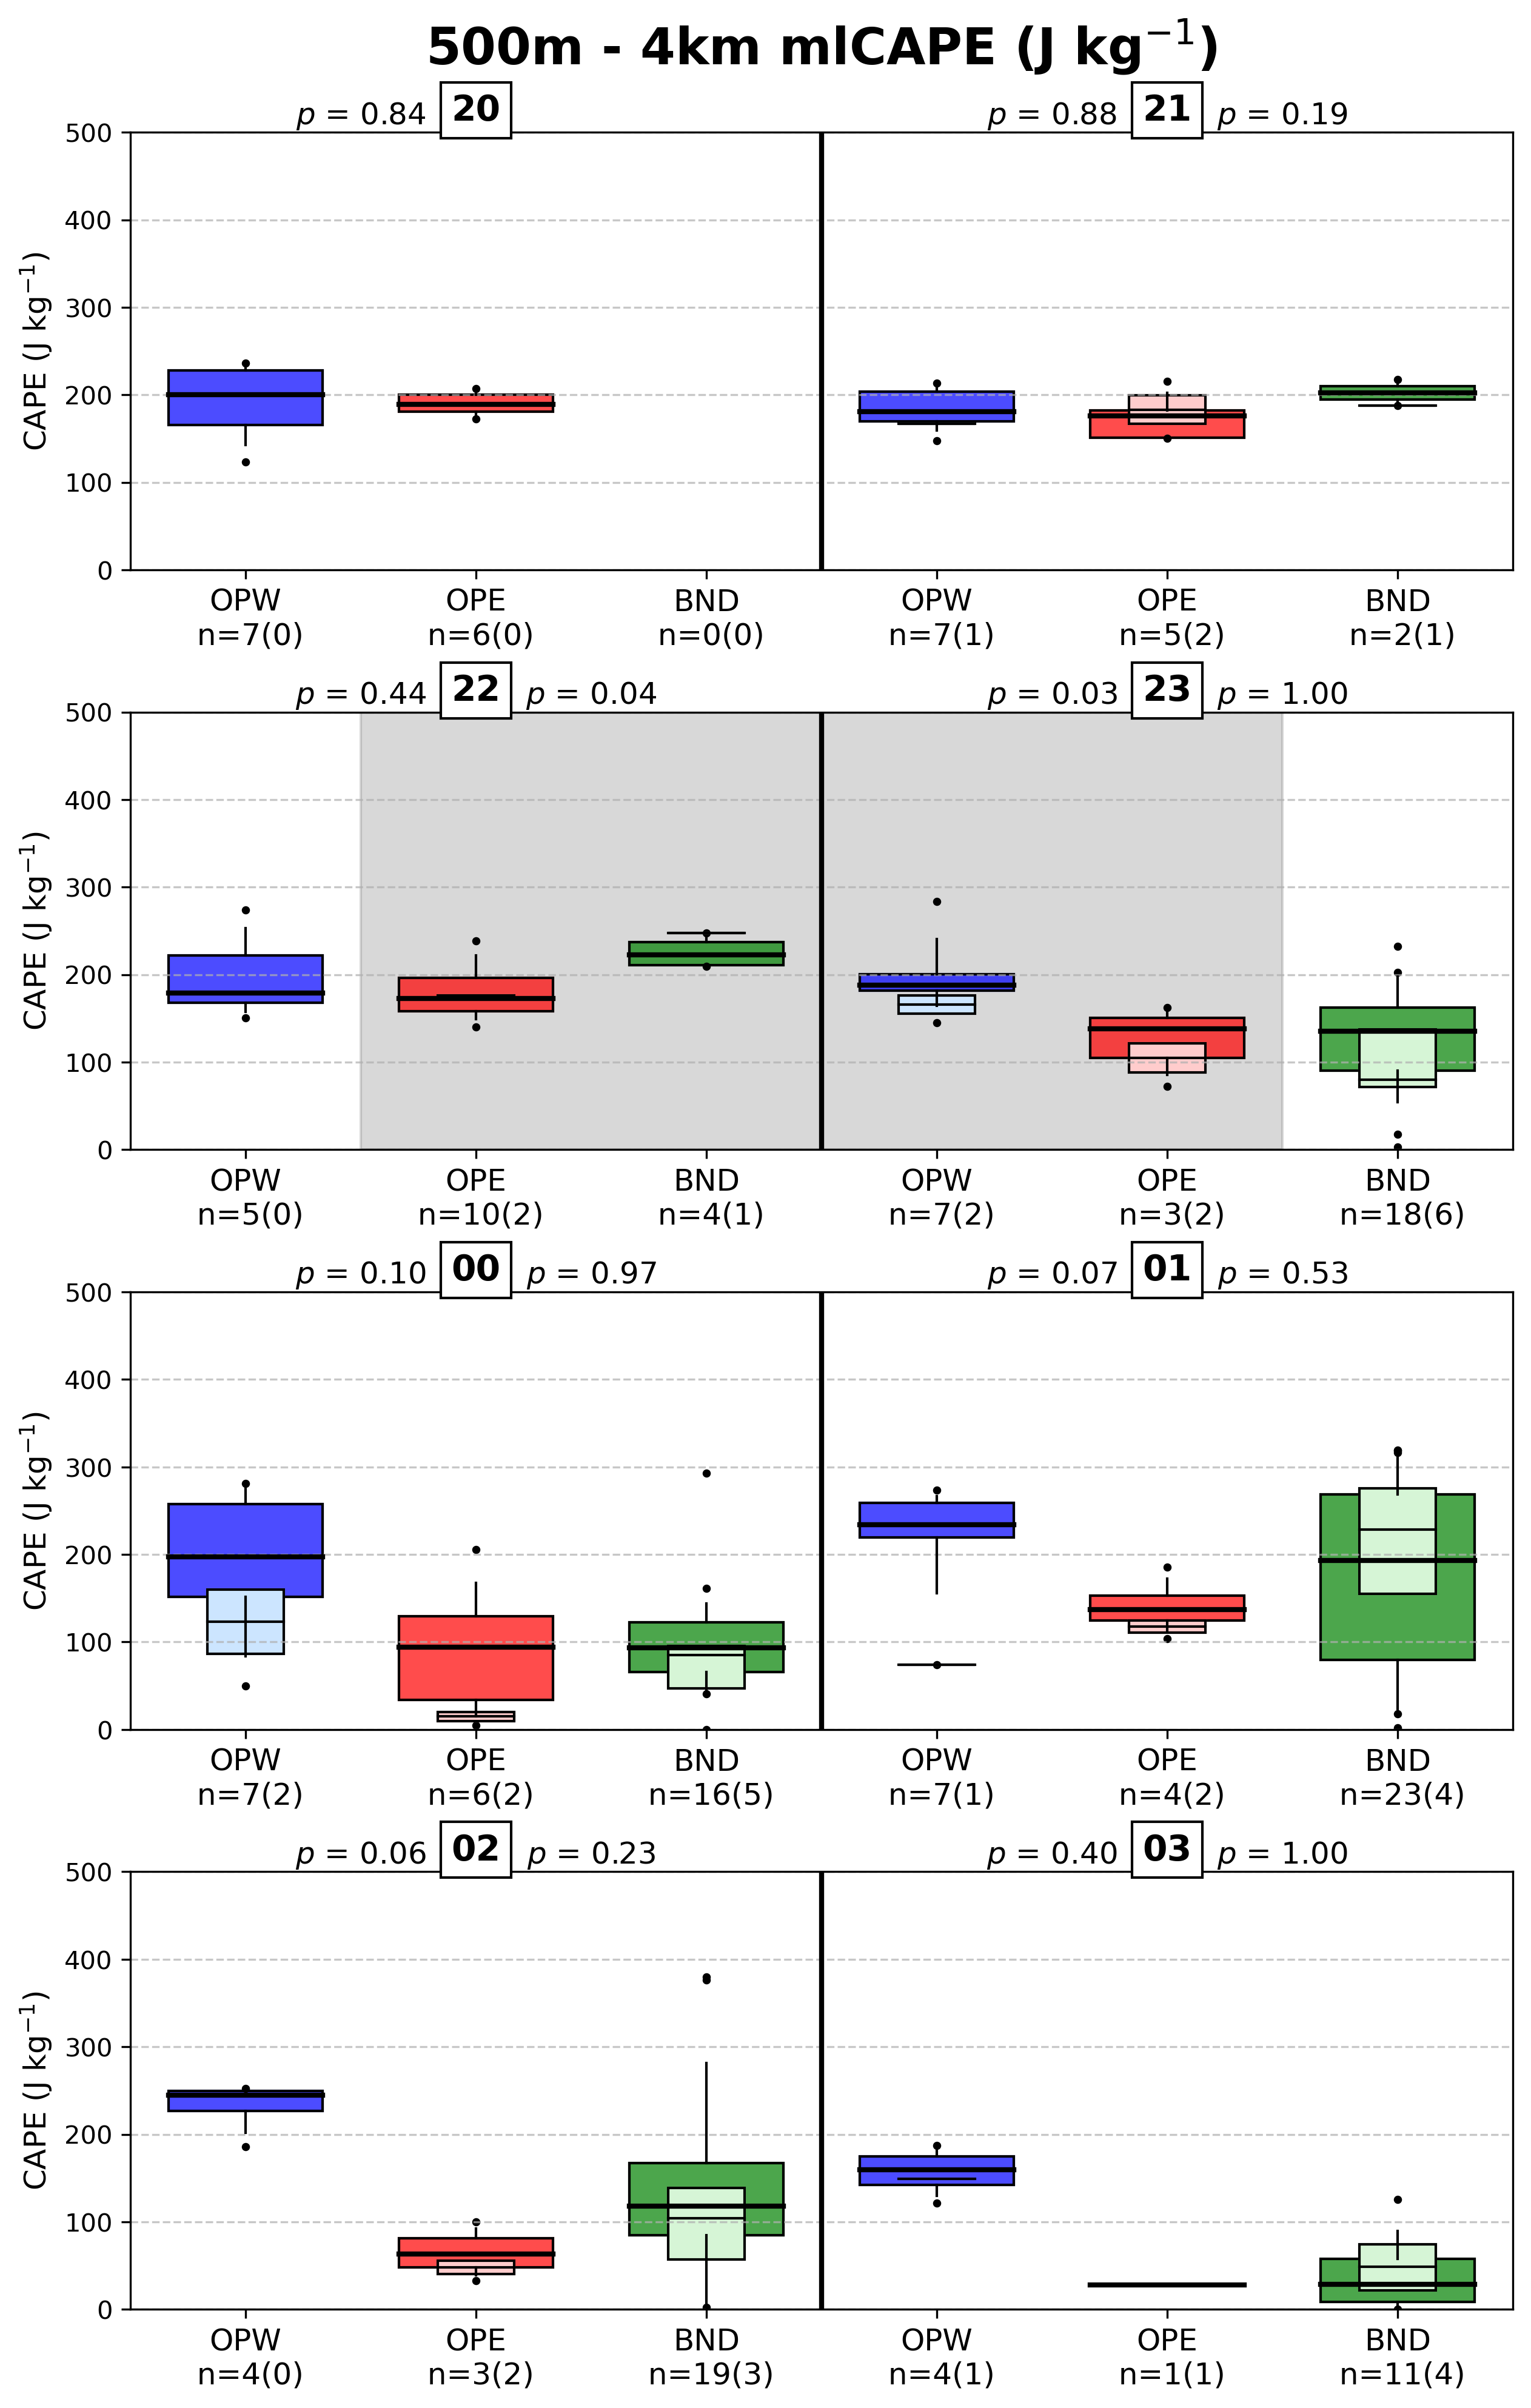 500m - 4km mlCAPE (J kg⁻¹)
p = 0.84 20
p = 0.88 21 p = 0.19
CAPE (J kg⁻¹)
500
400
300
200
100
0
OPW OPE BND OPW OPE BND
n=7(0) n=6(0) n=0(0) n=7(1) n=5(2) n=2(1)
p = 0.44 22 p = 0.04
p = 0.03 23 p = 1.00
CAPE (J kg⁻¹)
500
400
300
200
100
0
OPW OPE BND OPW OPE BND
n=5(0) n=10(2) n=4(1) n=7(2) n=3(2) n=18(6)
p = 0.10 00 p = 0.97
p = 0.07 01 p = 0.53
CAPE (J kg⁻¹)
500
400
300
200
100
0
OPW OPE BND OPW OPE BND
n=7(2) n=6(2) n=16(5) n=7(1) n=4(2) n=23(4)
p = 0.06 02 p = 0.23
p = 0.40 03 p = 1.00
CAPE (J kg⁻¹)
500
400
300
200
100
0
OPW OPE BND OPW OPE BND
n=4(0) n=3(2) n=19(3) n=4(1) n=1(1) n=11(4)